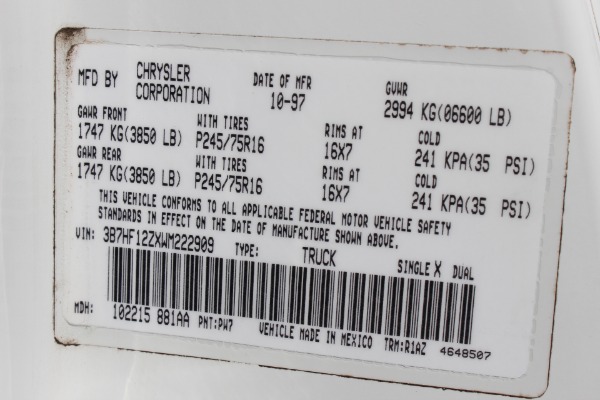 MFD BY CHRYSLER CORPORATION DATE OF MFR 10-97 GVWR 2994 KG(06600 LB)
GAWR FRONT WITH TIRES RIMS AT COLD
1747 KG(3850 LB) P245/75R16 16X7 241 KPA(35 PSI)
GAWR REAR WITH TIRES RIMS AT COLD
1747 KG(3850 LB) P245/75R16 16X7 241 KPA(35 PSI)
THIS VEHICLE CONFORMS TO ALL APPLICABLE FEDERAL MOTOR VEHICLE SAFETY
STANDARDS IN EFFECT ON THE DATE OF MANUFACTURE SHOWN ABOVE.
VIN: 3B7HF12ZXWM222909 TYPE: TRUCK SINGLE X DUAL
MDH: 102215 881AA PNT:PW7 VEHICLE MADE IN MEXICO TRM:R1AZ 4648507